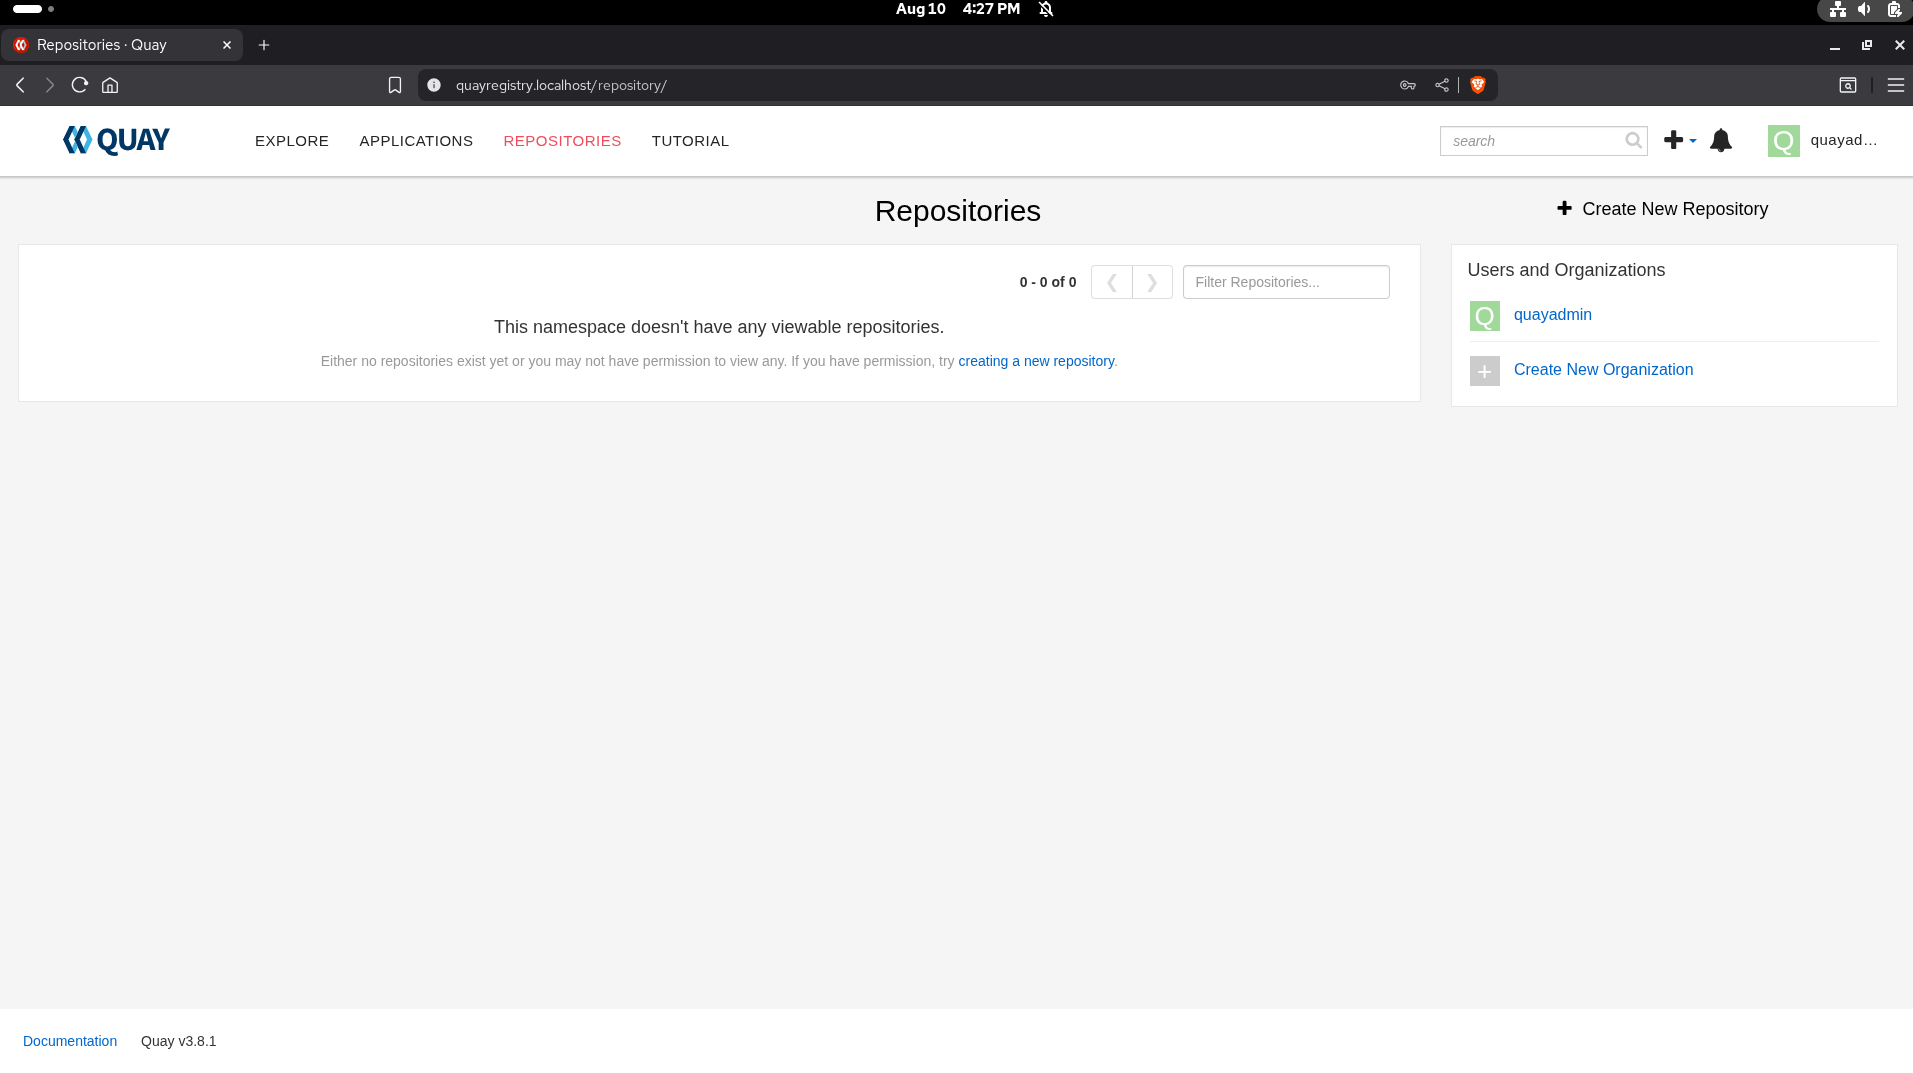 Aug 10 4:27 PM
Repositories · Quay
quayregistry.localhost/repository/
QUAY
EXPLORE
APPLICATIONS
REPOSITORIES
TUTORIAL
search
Q
quayad...
Repositories
Create New Repository
0 - 0 of 0
Filter Repositories...
This namespace doesn't have any viewable repositories.
Either no repositories exist yet or you may not have permission to view any. If you have permission, try creating a new repository.
Users and Organizations
Q
quayadmin
Create New Organization
Documentation
Quay v3.8.1